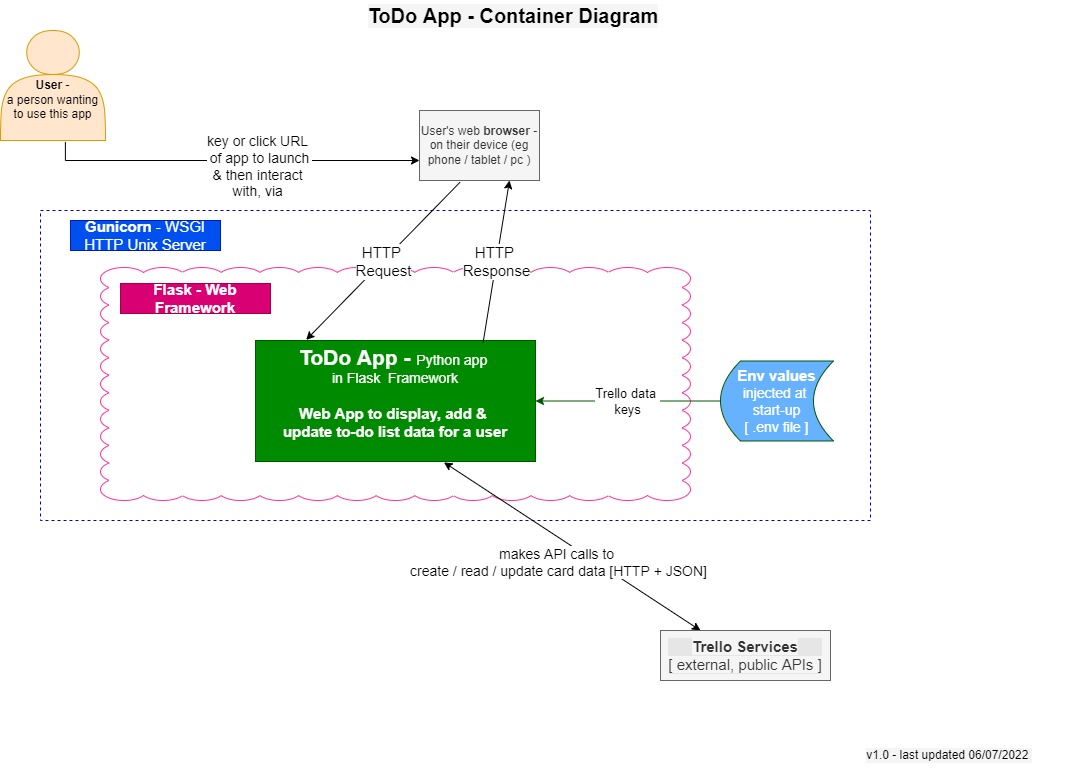 ToDo App - Container Diagram
User -
a person wanting
to use this app
key or click URL
of app to launch
& then interact
with, via
User's web browser -
on their device (eg
phone / tablet / pc )
Gunicorn - WSGI
HTTP Unix Server
HTTP
Request
HTTP
Response
Flask - Web
Framework
ToDo App - Python app
in Flask Framework
Web App to display, add &
update to-do list data for a user
Trello data
keys
Env values
injected at
start-up
[ .env file ]
makes API calls to
create / read / update card data [HTTP + JSON]
Trello Services
[ external, public APIs ]
v1.0 - last updated 06/07/2022